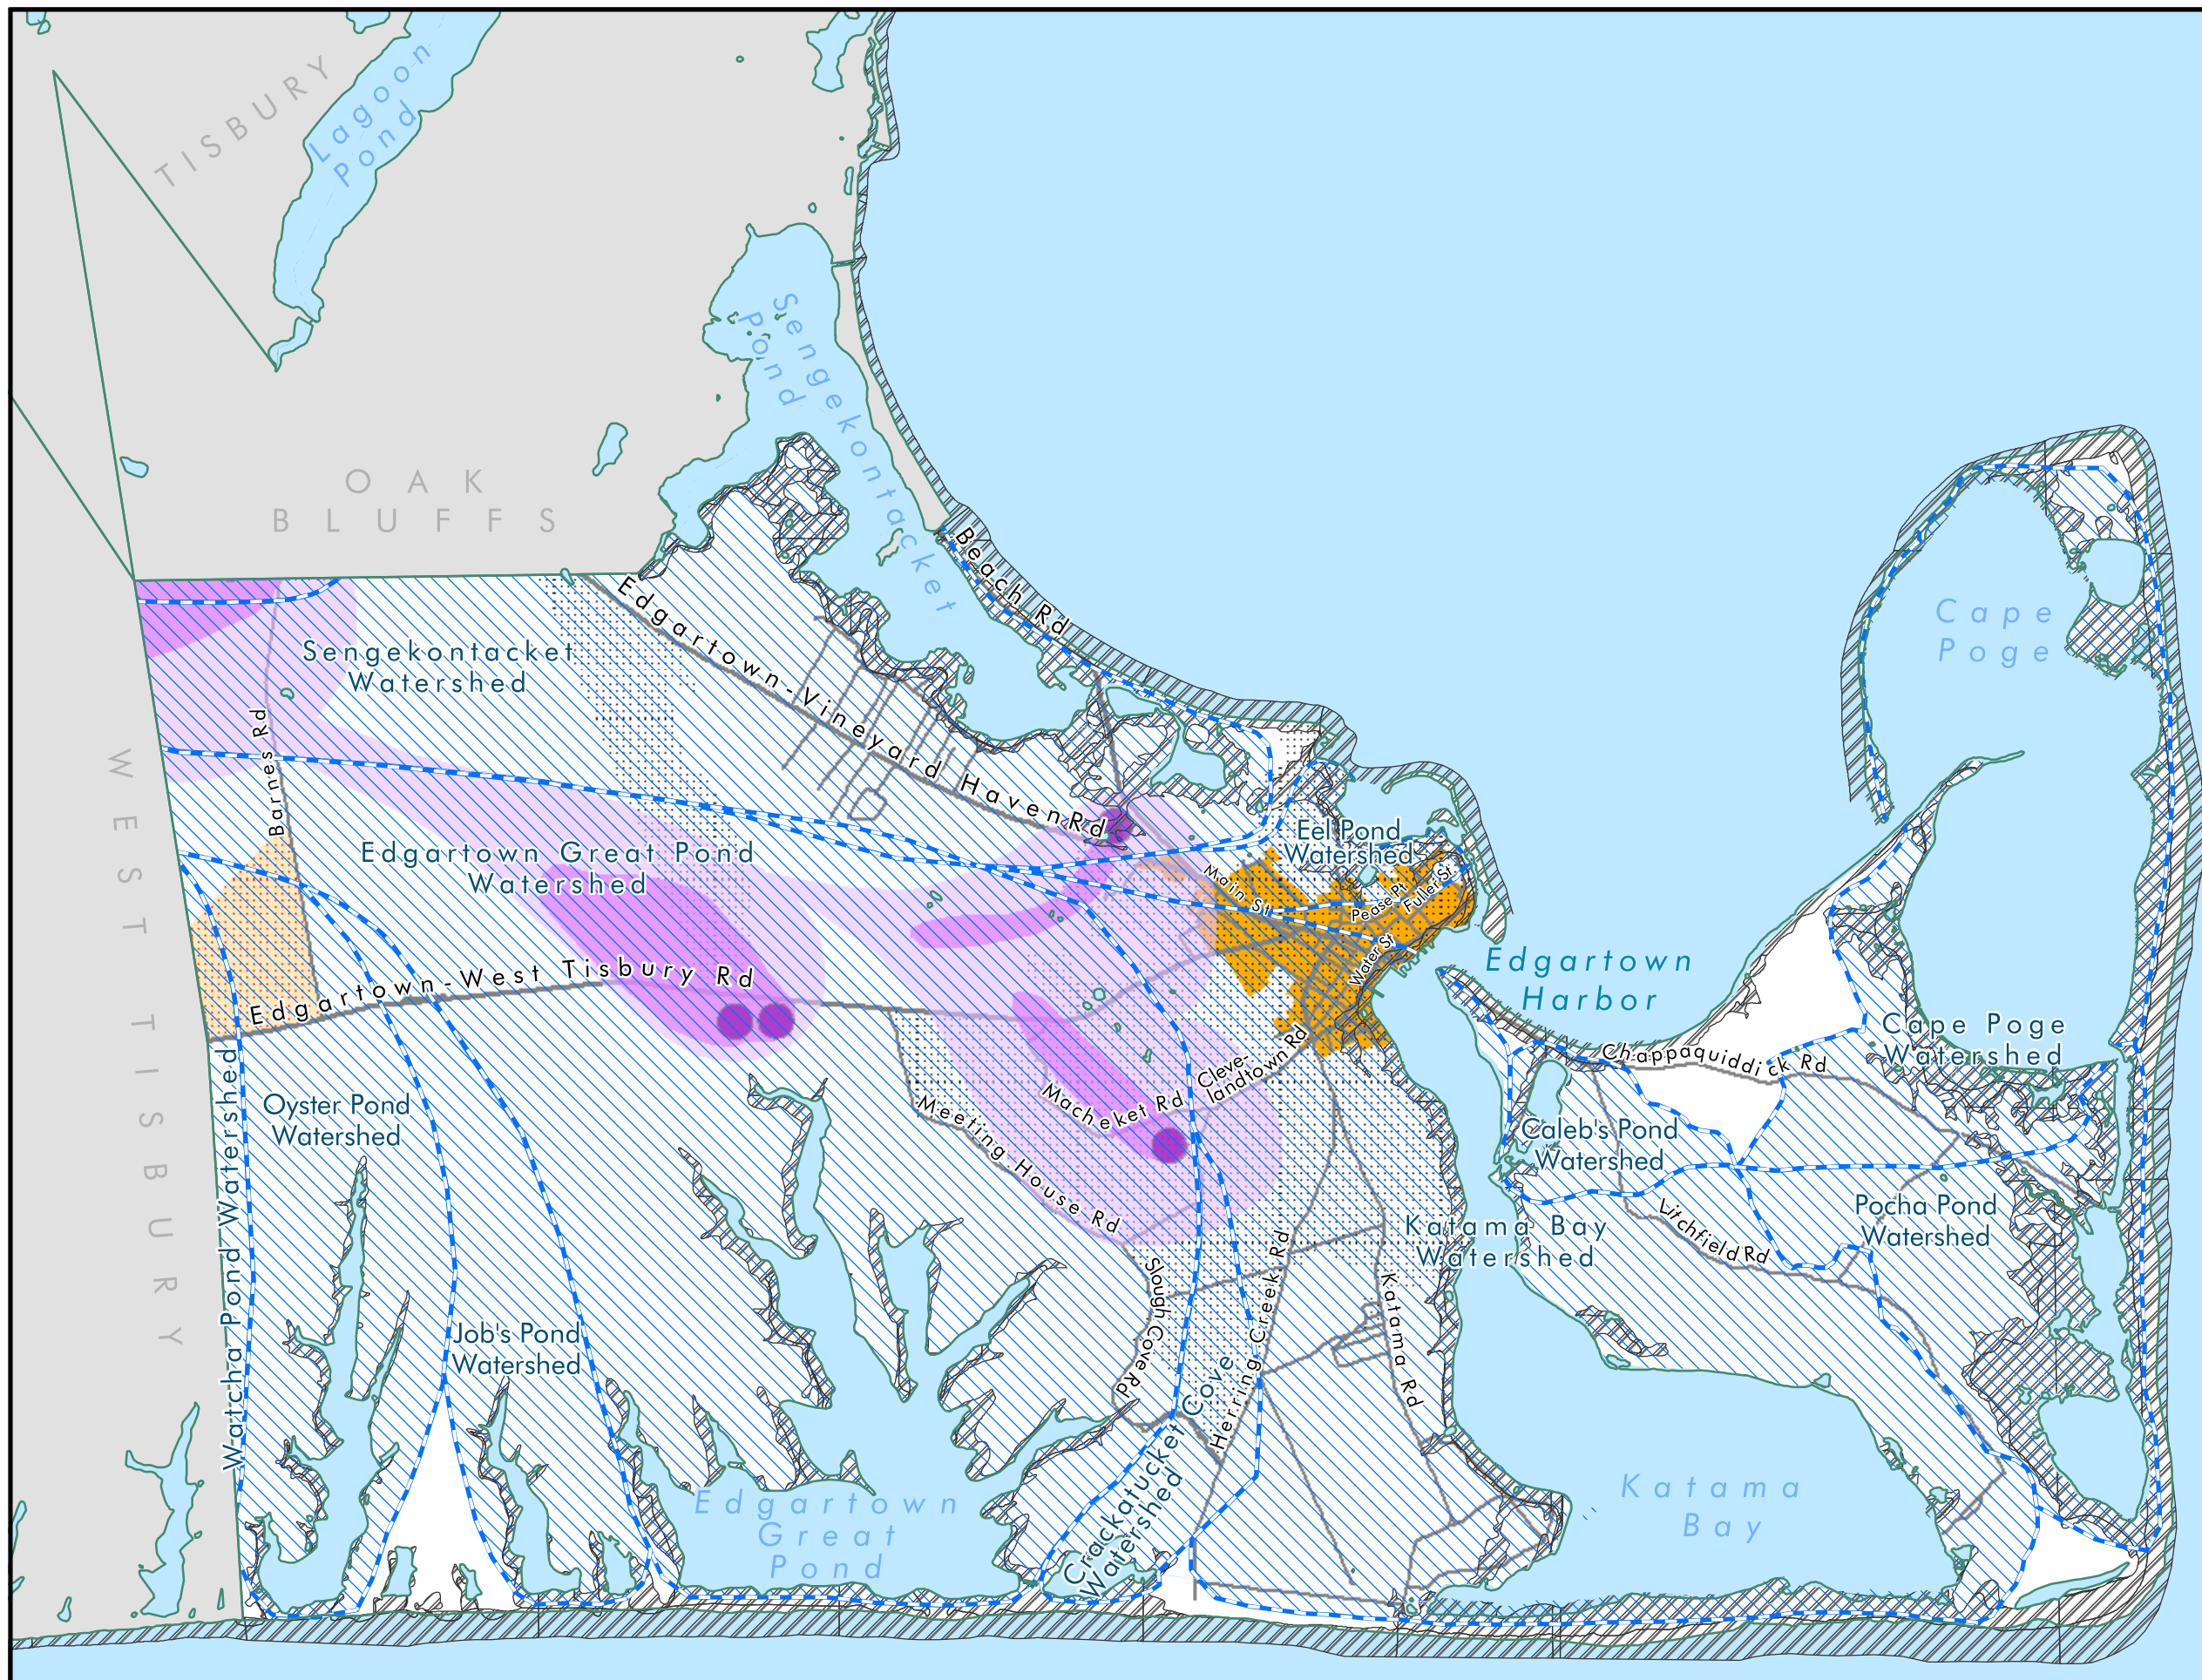 TISBURY
Lagoon
Pond
Sengekontacket
Pond
OAK
BLUFFS
Beach Rd
Edgartown-Vineyard Haven Rd
Cape
Poge
Sengekontacket
Watershed
Barnes Rd
WEST TISBURY
Edgartown Great Pond
Watershed
Eel Pond
Watershed
Main St
Pease Pt
Fuller St
Water St
Edgartown
Harbor
Edgartown-West Tisbury Rd
Cape Poge
Watershed
Chappaquiddick Rd
Cleve-
landtown Rd
Macheket Rd
Meeting House Rd
Oyster Pond
Watershed
Caleb's Pond
Watershed
Watcha Pond Watershed
Pocha Pond
Watershed
Litchfield Rd
Katama Bay
Watershed
Slough Cove Rd
Herring Creek Rd
Katama Rd
Job's Pond
Watershed
Crackatucket Cove
Watershed
Edgartown
Great
Pond
Katama
Bay